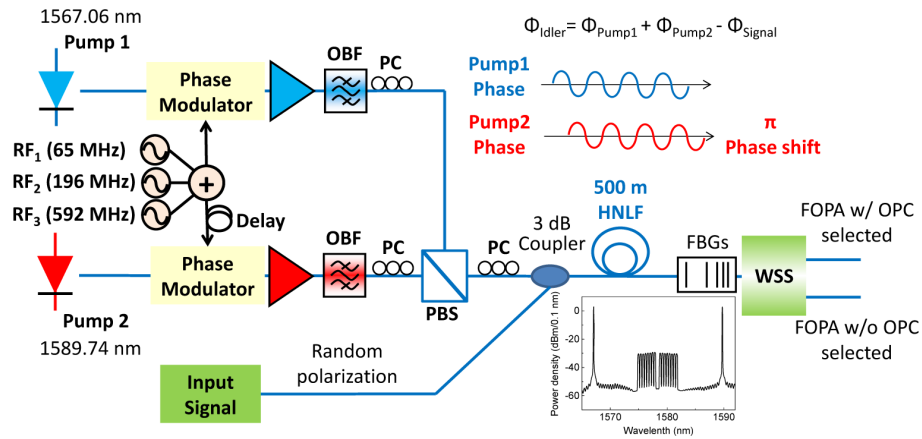 1567.06 nm
Pump 1
Phase
Modulator
OBF
PC
Φ_Idler = Φ_Pump1 + Φ_Pump2 - Φ_Signal
Pump1
Phase
Pump2
Phase
π
Phase shift
RF1 (65 MHz)
RF2 (196 MHz)
RF3 (592 MHz)
+
Delay
Phase
Modulator
OBF
PC
PBS
PC
3 dB
Coupler
500 m
HNLF
FBGs
WSS
FOPA w/ OPC
selected
FOPA w/o OPC
selected
Pump 2
1589.74 nm
Input
Signal
Random
polarization
Power density (dBm/0.1 nm)
0
-20
-40
-60
1570
1580
1590
Wavelenth (nm)